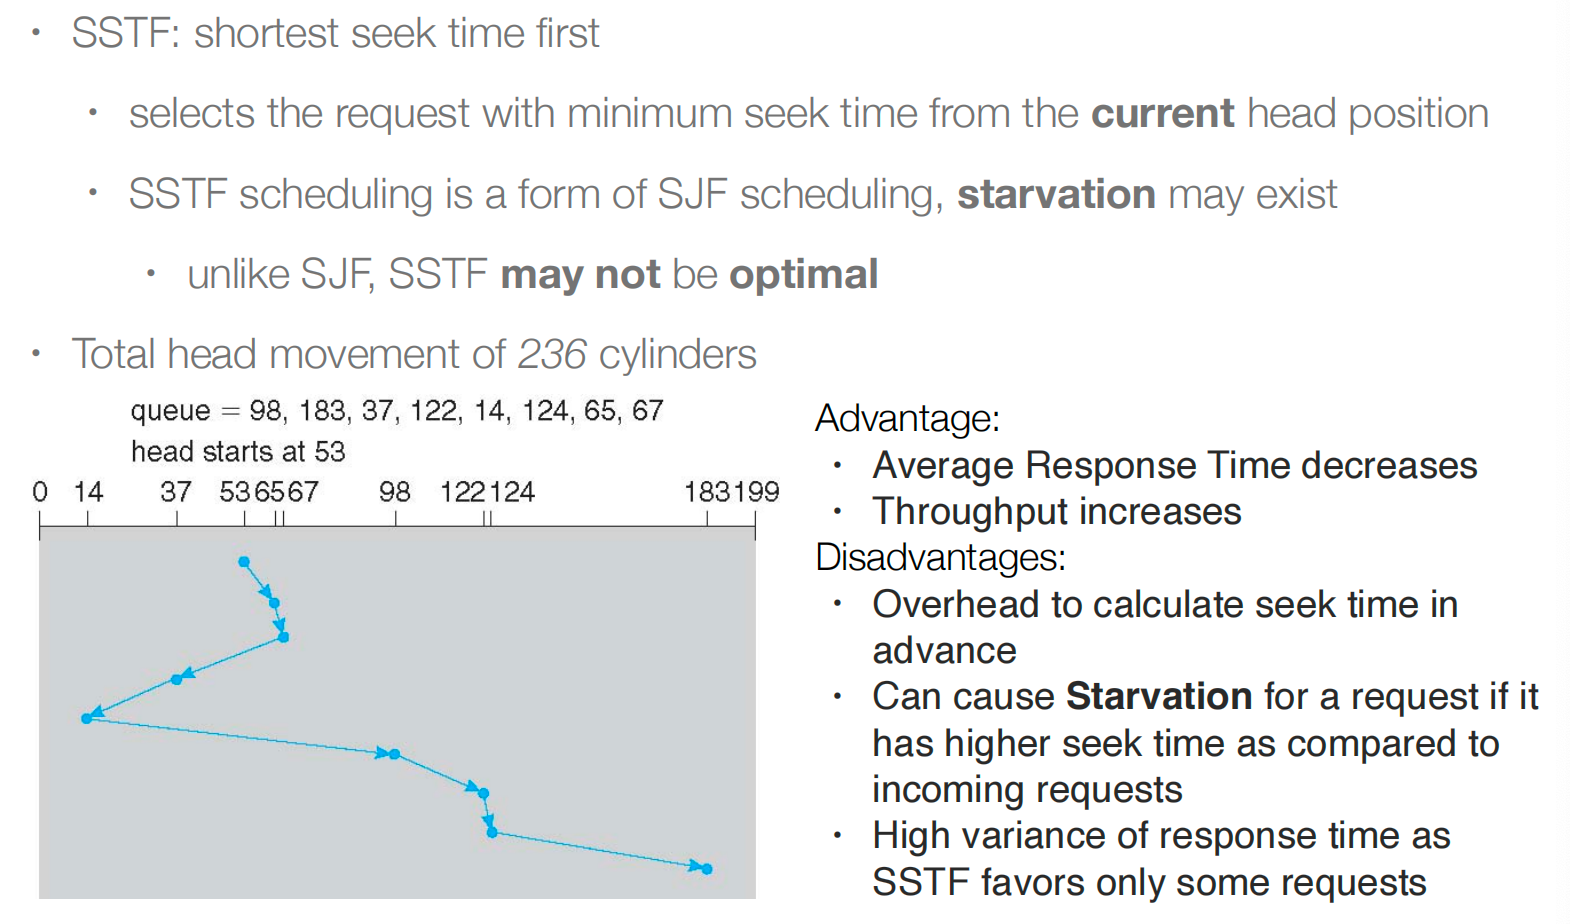 • SSTF: shortest seek time first
• selects the request with minimum seek time from the current head position
• SSTF scheduling is a form of SJF scheduling, starvation may exist
• unlike SJF, SSTF may not be optimal
• Total head movement of 236 cylinders
queue = 98, 183, 37, 122, 14, 124, 65, 67
head starts at 53
0 14 37 53 65 67 98 122 124 183 199
Advantage:
• Average Response Time decreases
• Throughput increases
Disadvantages:
• Overhead to calculate seek time in
advance
• Can cause Starvation for a request if it
has higher seek time as compared to
incoming requests
• High variance of response time as
SSTF favors only some requests